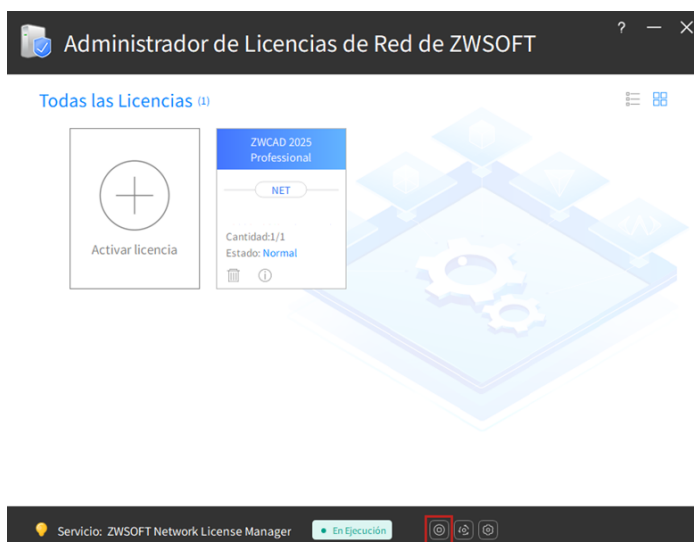 Administrador de Licencias de Red de ZWSOFT
?
Todas las Licencias (1)
ZWCAD 2025
Professional
NET
Activar licencia
Cantidad:1/1
Estado: Normal
Servicio: ZWSOFT Network License Manager
En Ejecución